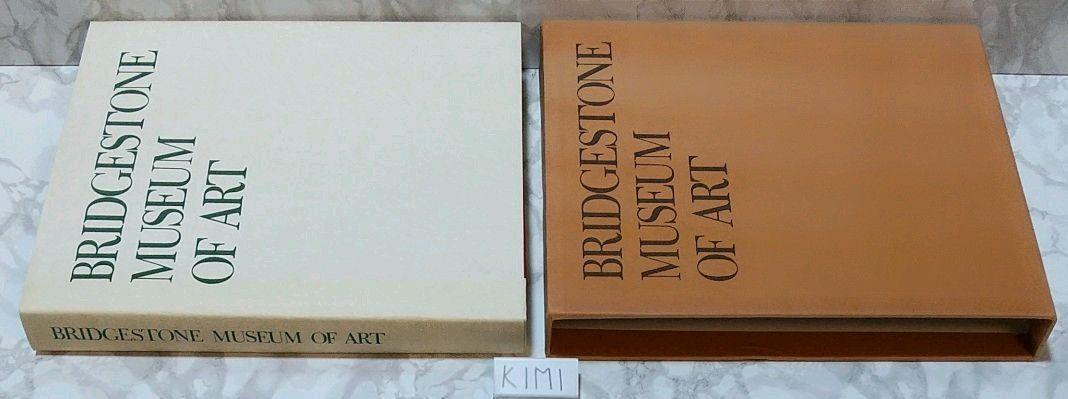 BRIDGESTONE
MUSEUM
OF ART
BRIDGESTONE MUSEUM OF ART
BRIDGESTONE
MUSEUM
OF ART
KIMI